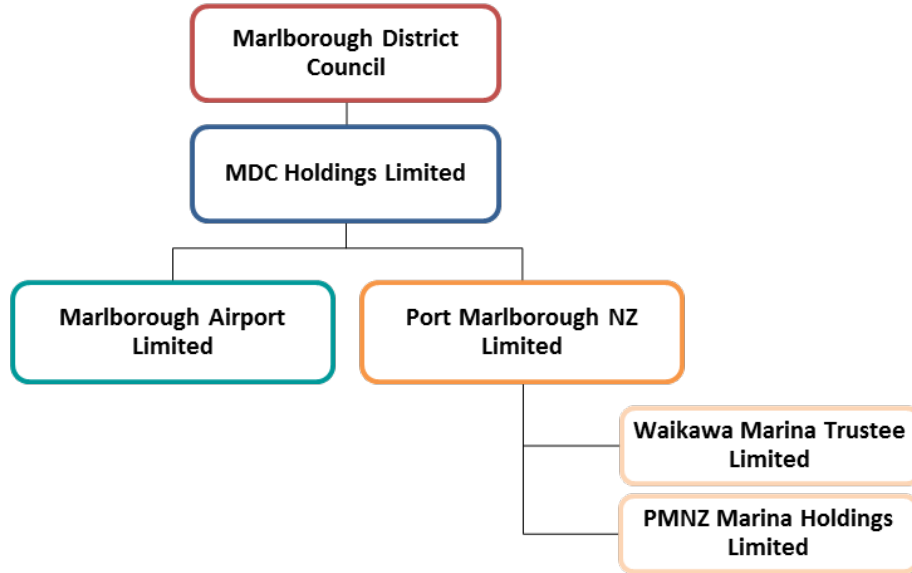 Marlborough District
Council
MDC Holdings Limited
Marlborough Airport
Limited
Port Marlborough NZ
Limited
Waikawa Marina Trustee
Limited
PMNZ Marina Holdings
Limited